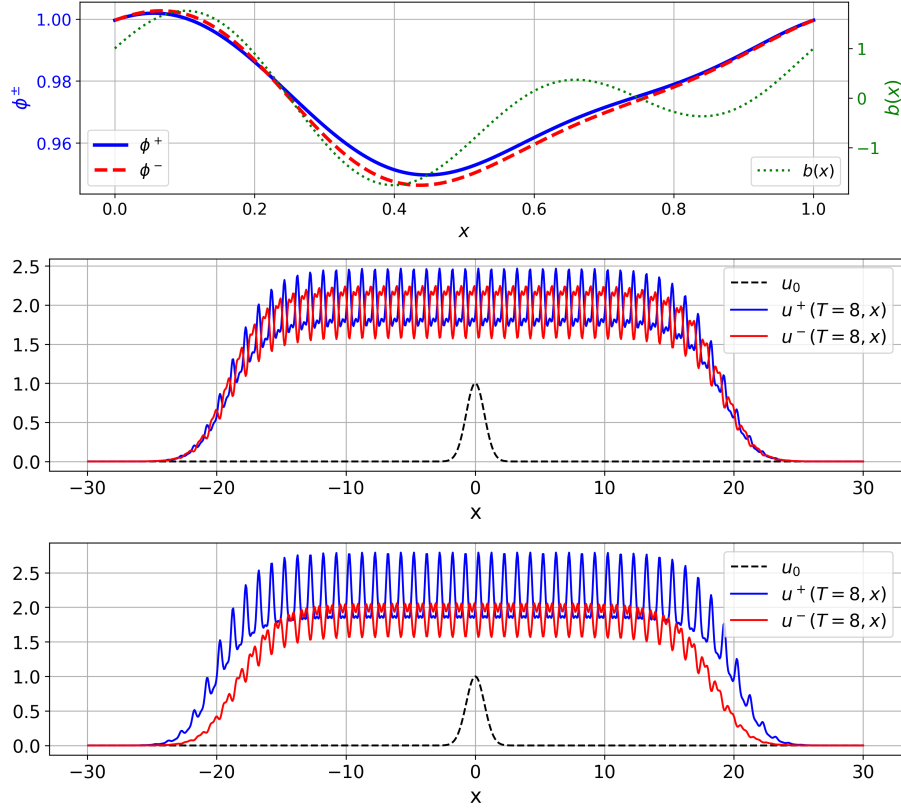 1.00
0.98
0.96
ϕ±
ϕ+
ϕ−
b(x)
1
0
−1
b(x)
0.0 0.2 0.4 0.6 0.8 1.0
x
2.5
2.0
1.5
1.0
0.5
0.0
u0
u+(T = 8, x)
u−(T = 8, x)
−30 −20 −10 0 10 20 30
x
2.5
2.0
1.5
1.0
0.5
0.0
u0
u+(T = 8, x)
u−(T = 8, x)
−30 −20 −10 0 10 20 30
x